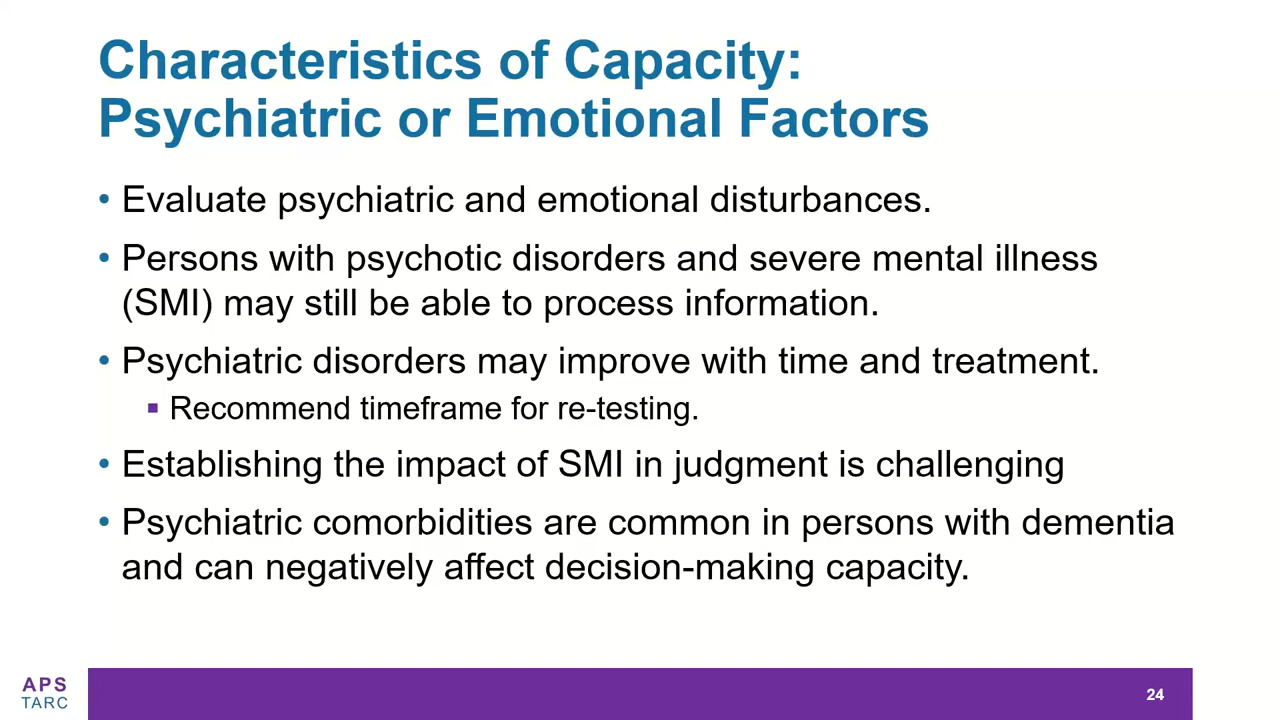 Characteristics of Capacity:
Psychiatric or Emotional Factors
• Evaluate psychiatric and emotional disturbances.
• Persons with psychotic disorders and severe mental illness
(SMI) may still be able to process information.
• Psychiatric disorders may improve with time and treatment.
▪ Recommend timeframe for re-testing.
• Establishing the impact of SMI in judgment is challenging
• Psychiatric comorbidities are common in persons with dementia
and can negatively affect decision-making capacity.
APS
TARC
24